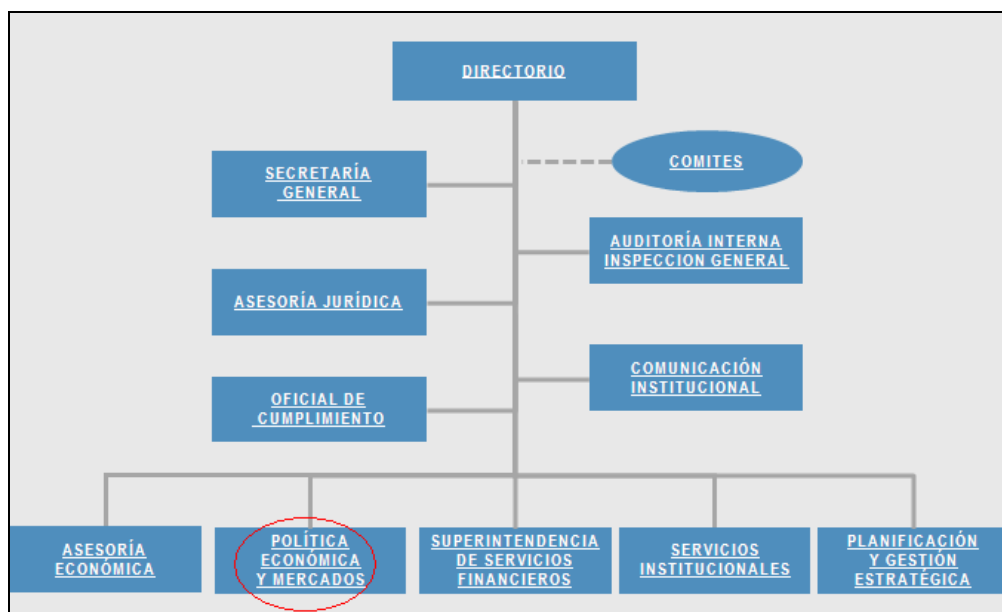 DIRECTORIO
COMITES
SECRETARÍA
GENERAL
AUDITORÍA INTERNA
INSPECCION GENERAL
ASESORÍA JURÍDICA
COMUNICACIÓN
INSTITUCIONAL
OFICIAL DE
CUMPLIMIENTO
ASESORÍA
ECONÓMICA
POLÍTICA
ECONÓMICA
Y MERCADOS
SUPERINTENDENCIA
DE SERVICIOS
FINANCIEROS
SERVICIOS
INSTITUCIONALES
PLANIFICACIÓN
Y GESTIÓN
ESTRATÉGICA